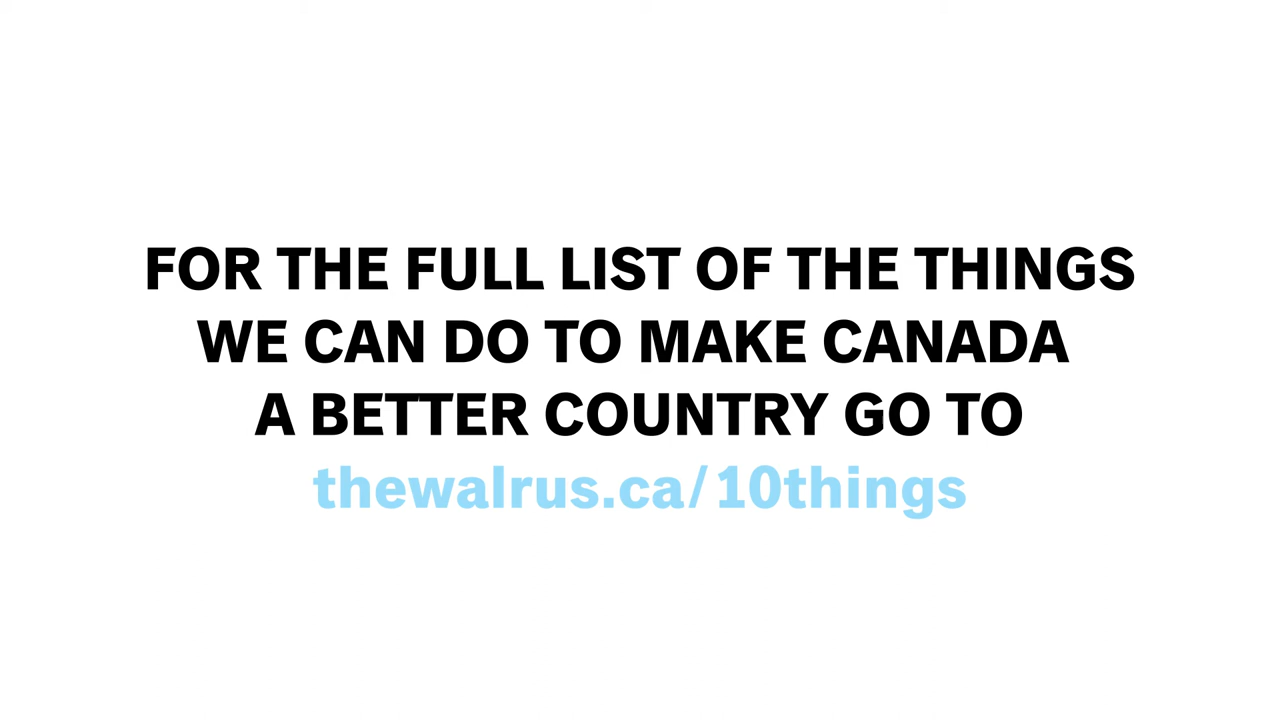 FOR THE FULL LIST OF THE THINGS
WE CAN DO TO MAKE CANADA
A BETTER COUNTRY GO TO
thewalrus.ca/10things